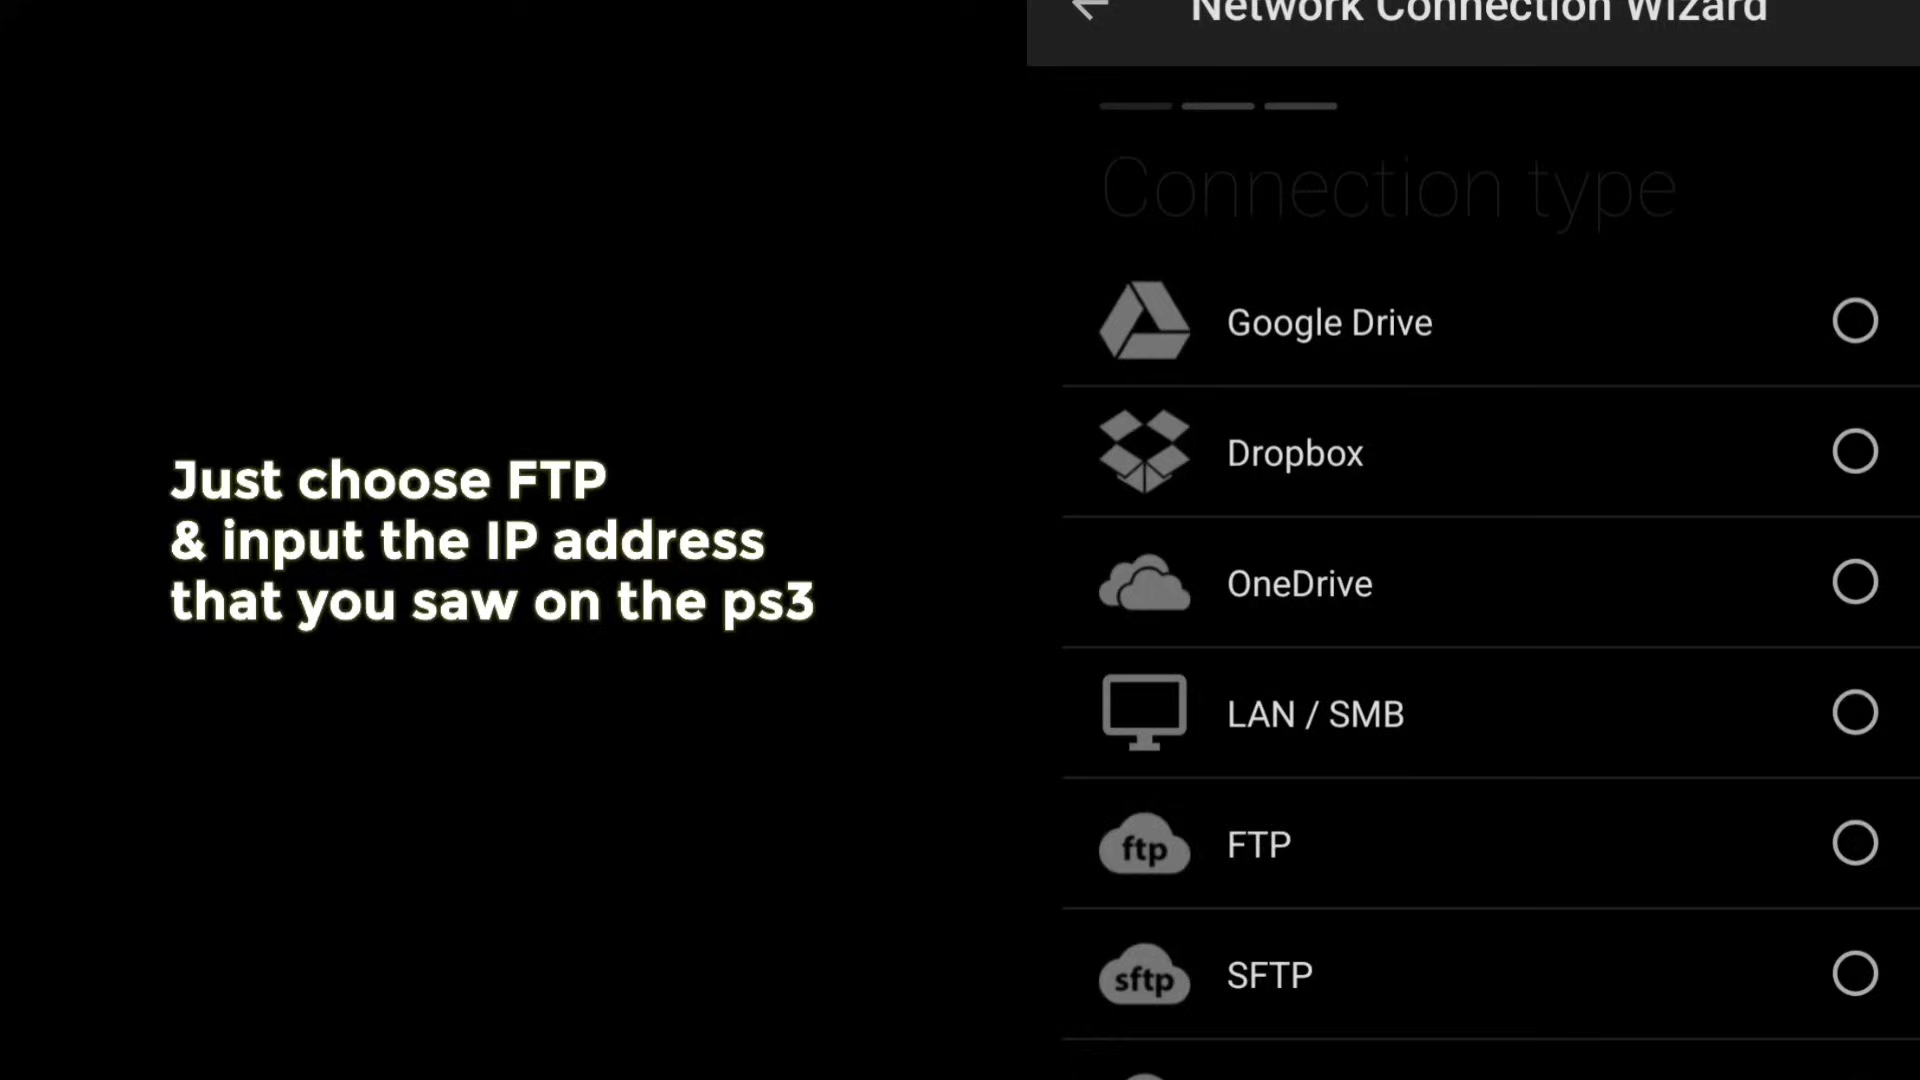 Network Connection Wizard
Connection type
Google Drive
Dropbox
Just choose FTP
& input the IP address
that you saw on the ps3
OneDrive
LAN / SMB
ftp FTP
sftp SFTP